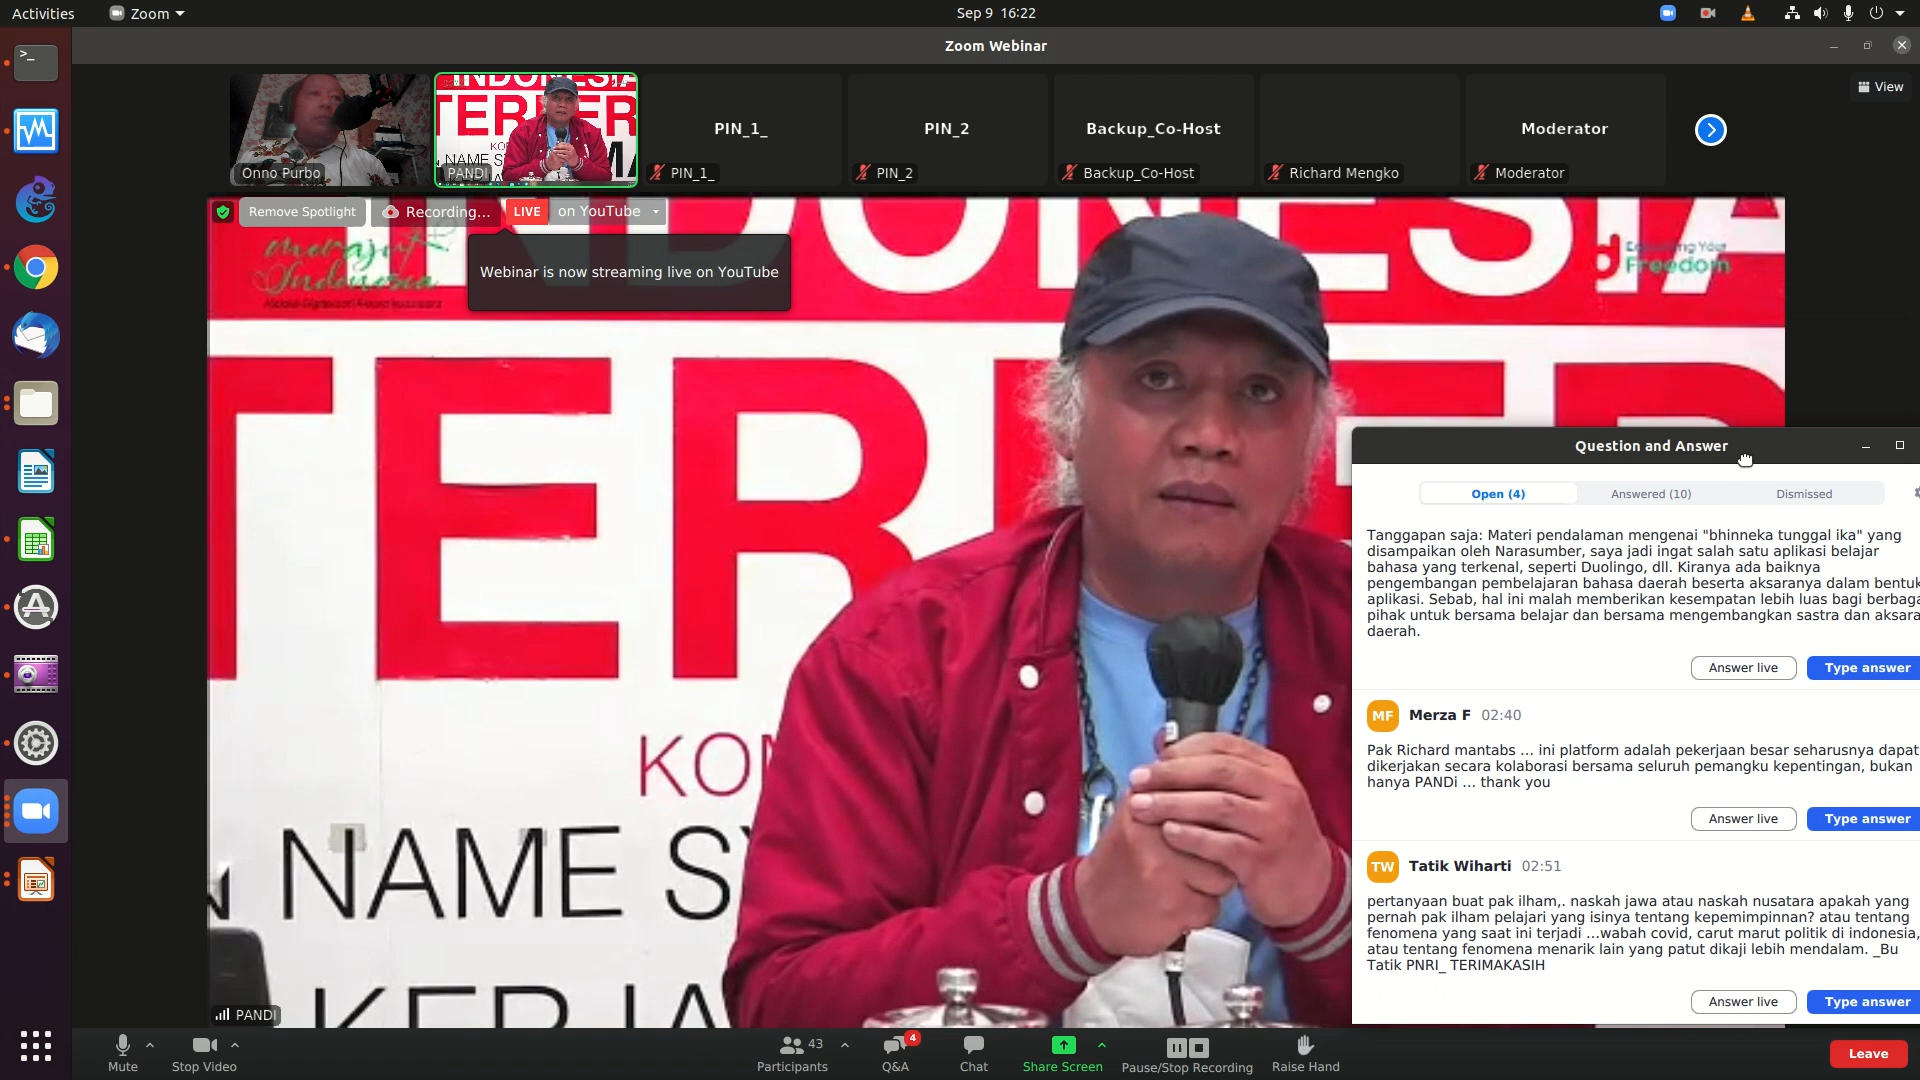 Activities
Zoom
Sep 9 16:22
Zoom Webinar
View
INDONESIA
TERBER
KO
NAME S
Onno Purbo
PANDI
PIN_1_
PIN_1_
PIN_2
PIN_2
Backup_Co-Host
Backup_Co-Host
Richard Mengko
Moderator
Moderator
Remove Spotlight
Recording...
LIVE on YouTube
Webinar is now streaming live on YouTube
merajut
Indonesia
Freedom
INDONESIA
TER
KO
NAME SY
KERJA
PANDI
Question and Answer
Open (4)
Answered (10)
Dismissed
Tanggapan saja: Materi pendalaman mengenai "bhinneka tunggal ika" yang
disampaikan oleh Narasumber, saya jadi ingat salah satu aplikasi belajar
bahasa yang terkenal, seperti Duolingo, dll. Kiranya ada baiknya
pengembangan pembelajaran bahasa daerah beserta aksaranya dalam bentuk
aplikasi. Sebab, hal ini malah memberikan kesempatan lebih luas bagi berbaga
pihak untuk bersama belajar dan bersama mengembangkan sastra dan aksara
daerah.
Answer live
Type answer
MF Merza F 02:40
Pak Richard mantabs ... ini platform adalah pekerjaan besar seharusnya dapat
dikerjakan secara kolaborasi bersama seluruh pemangku kepentingan, bukan
hanya PANDi ... thank you
Answer live
Type answer
TW Tatik Wiharti 02:51
pertanyaan buat pak ilham,. naskah jawa atau naskah nusatara apakah yang
pernah pak ilham pelajari yang isinya tentang kepemimpinnan? atau tentang
fenomena yang saat ini terjadi ...wabah covid, carut marut politik di indonesia,
atau tentang fenomena menarik lain yang patut dikaji lebih mendalam. _Bu
Tatik PNRI_ TERIMAKASIH
Answer live
Type answer
Mute
Stop Video
43
Participants
4
Q&A
Chat
Share Screen
Pause/Stop Recording
Raise Hand
Leave